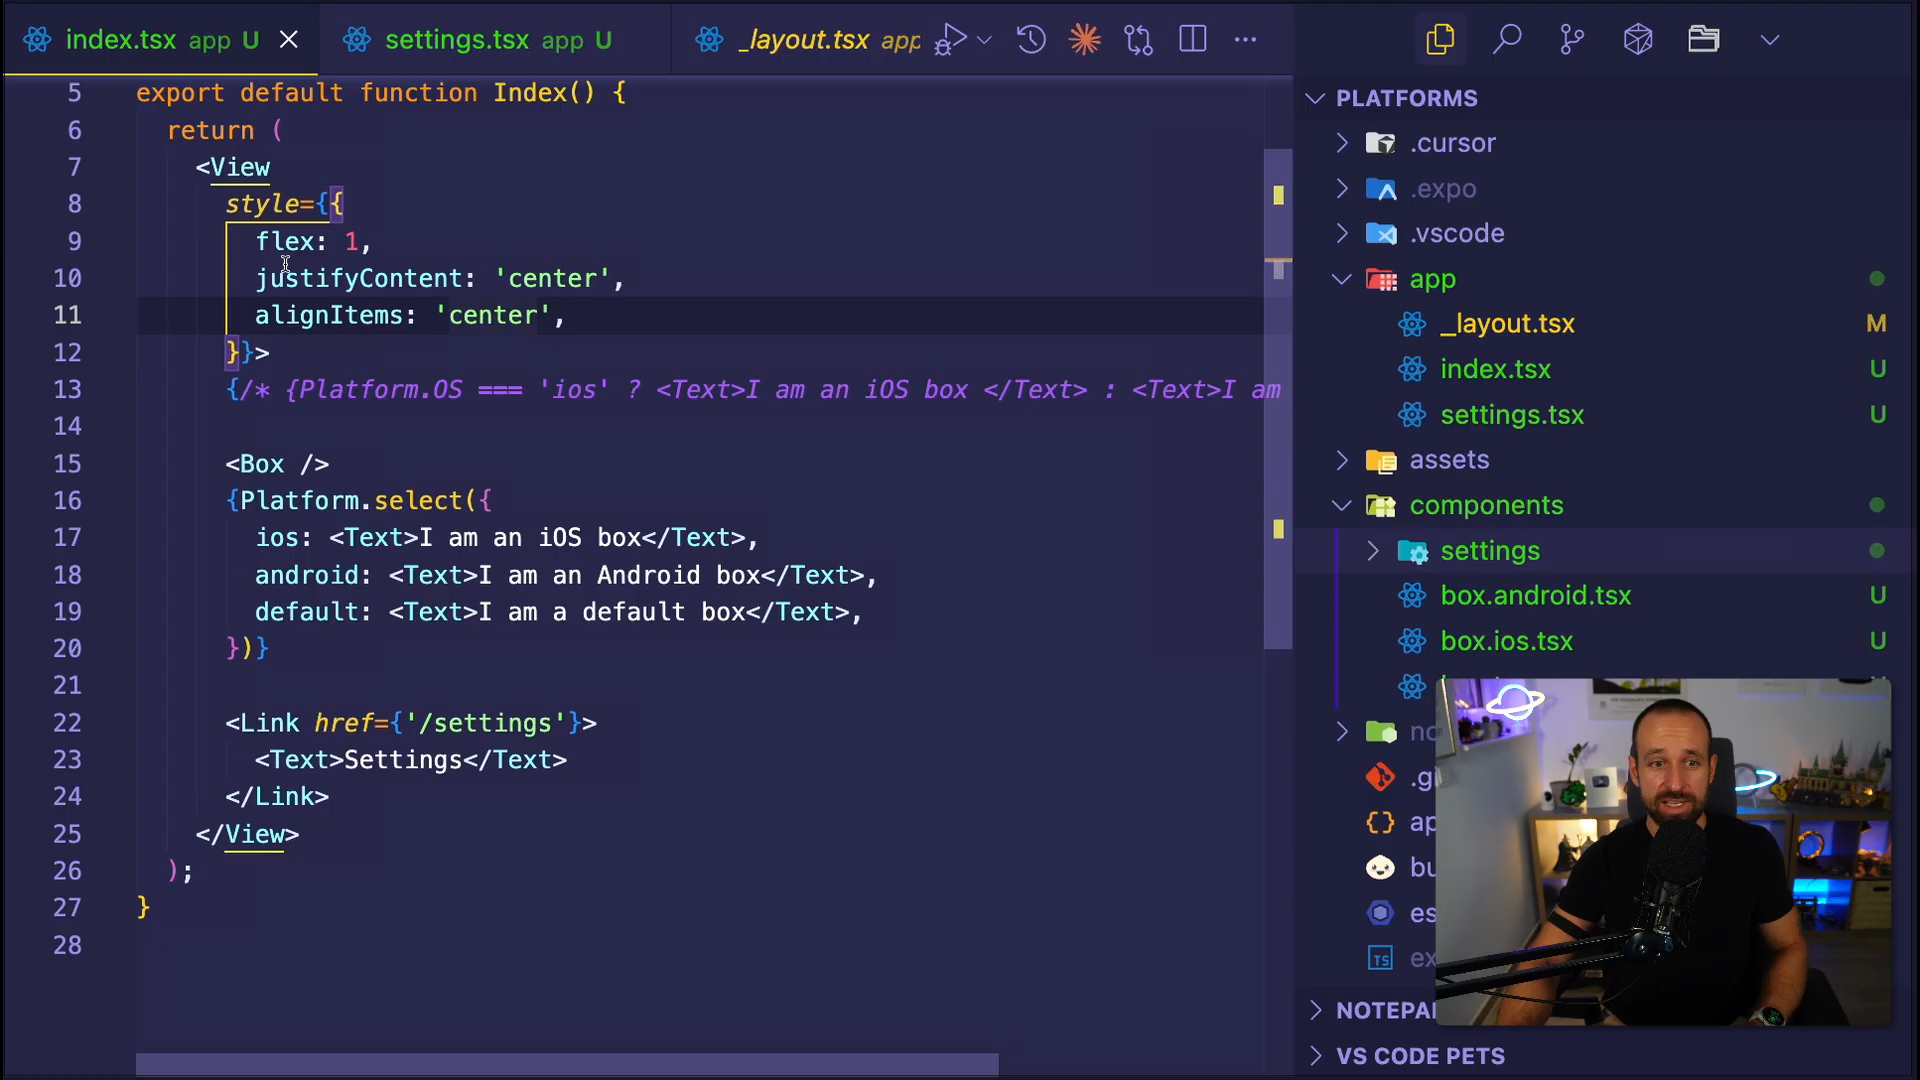 index.tsx app U
settings.tsx app U
_layout.tsx app
5 export default function Index() {
6 return (
7 <View
8 style={{
9 flex: 1,
10 justifyContent: 'center',
11 alignItems: 'center',
12 }}>
13 {/* {Platform.OS === 'ios' ? <Text>I am an iOS box </Text> : <Text>I am
14
15 <Box />
16 {Platform.select({
17 ios: <Text>I am an iOS box</Text>,
18 android: <Text>I am an Android box</Text>,
19 default: <Text>I am a default box</Text>,
20 })}
21
22 <Link href={'/settings'}>
23 <Text>Settings</Text>
24 </Link>
25 </View>
26 );
27 }
28
PLATFORMS
.cursor
.expo
.vscode
app
_layout.tsx M
index.tsx U
settings.tsx U
assets
components
settings
box.android.tsx U
box.ios.tsx U
TS
NOTEPA
VS CODE PETS